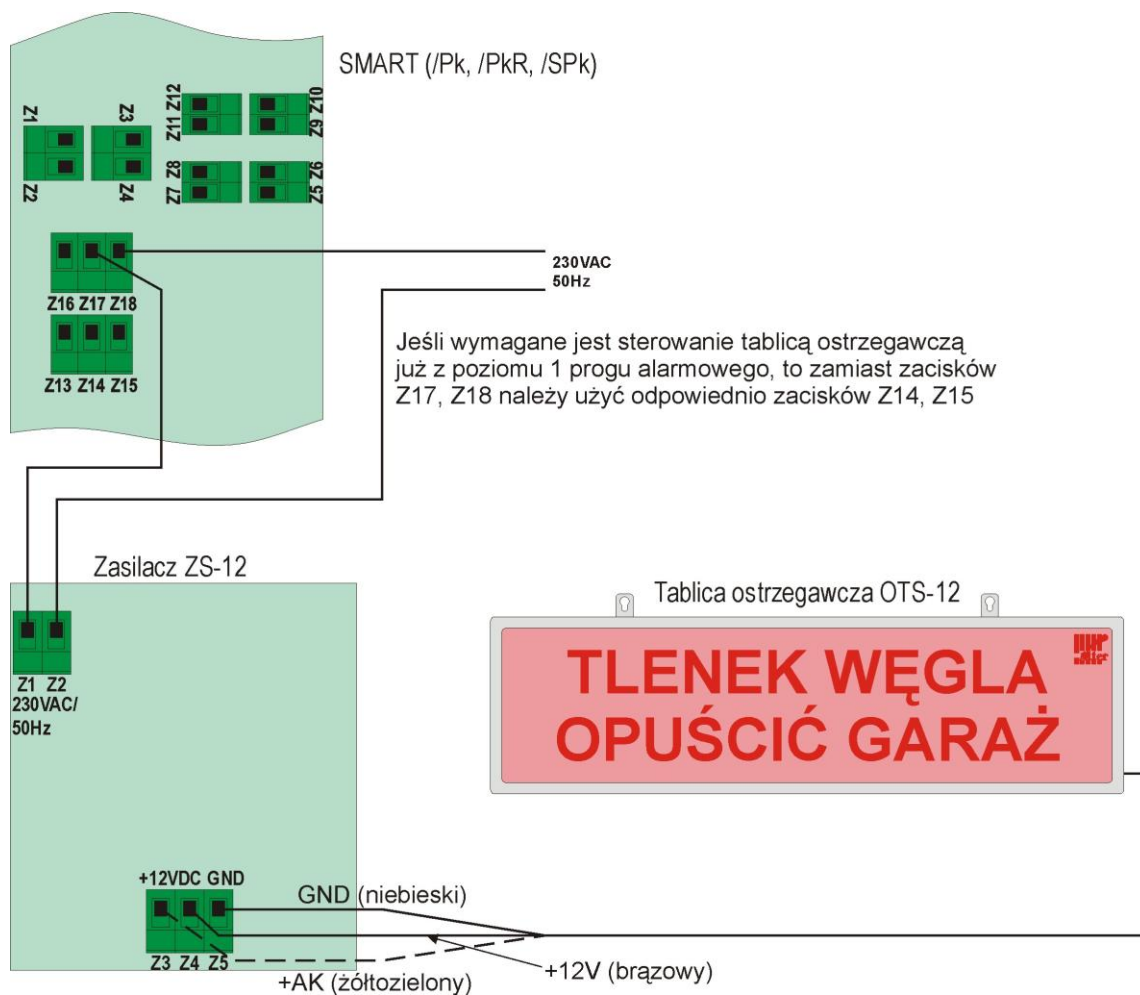 SMART (/Pk, /PkR, /SPk)
Z1
Z2
Z3
Z4
Z12
Z11
Z10
Z9
Z8
Z7
Z6
Z5
Z16 Z17 Z18
Z13 Z14 Z15
230VAC
50Hz
Jeśli wymagane jest sterowanie tablicą ostrzegawczą
już z poziomu 1 progu alarmowego, to zamiast zacisków
Z17, Z18 należy użyć odpowiednio zacisków Z14, Z15
Zasilacz ZS-12
Z1 Z2
230VAC/
50Hz
Tablica ostrzegawcza OTS-12
TLENEK WĘGLA
OPUŚCIĆ GARAŻ
+12VDC GND
Z3 Z4 Z5
GND (niebieski)
+12V (brązowy)
+AK (żółtozielony)